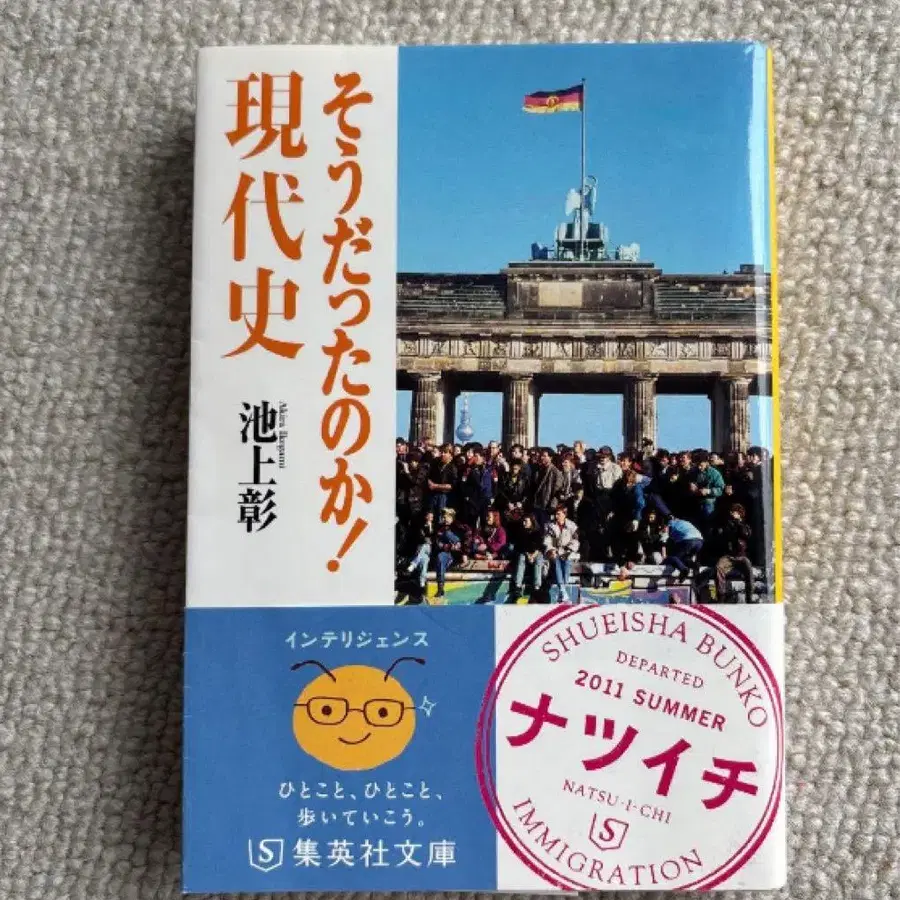 そうだったのか!
現代史
池上彰
Akira Ikegami
インテリジェンス
ひとこと、ひとこと、
歩いていこう。
S 集英社文庫
SHUEISHA BUNKO
DEPARTED
2011 SUMMER
ナツイチ
NATSU-I-CHI
S
IMMIGRATION